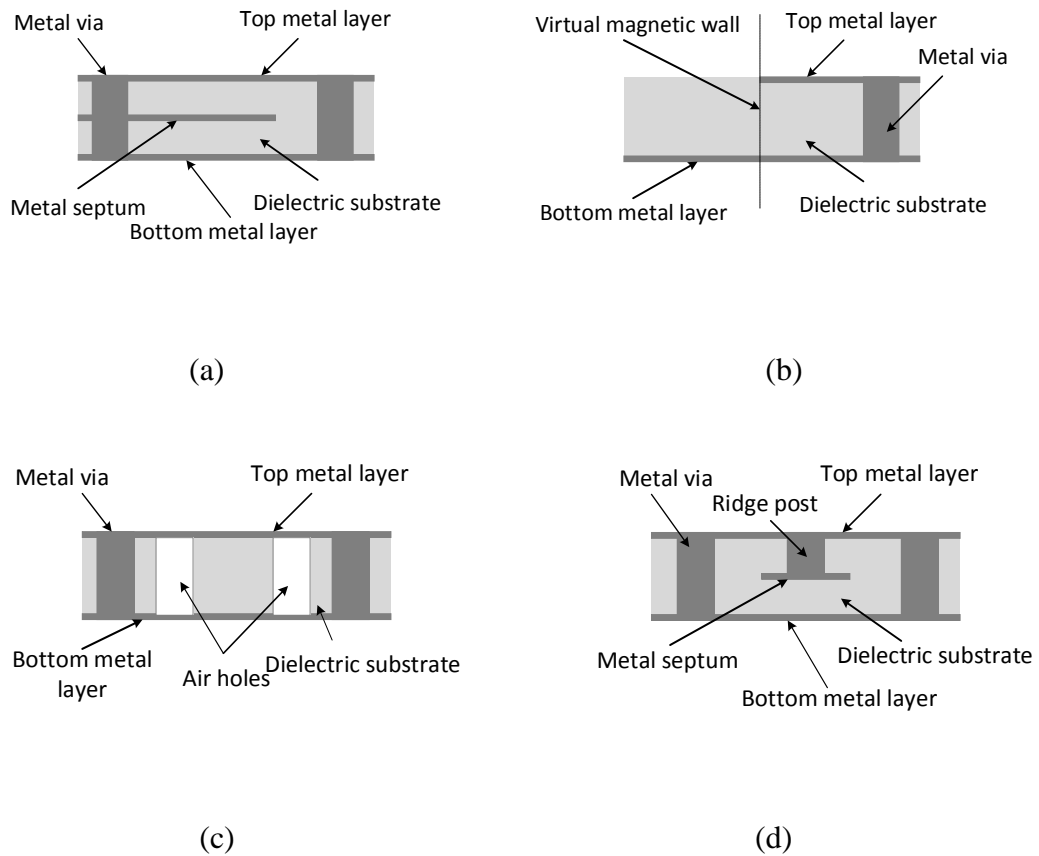 Metal via
Top metal layer
Metal septum
Dielectric substrate
Bottom metal layer
(a)
Virtual magnetic wall
Top metal layer
Metal via
Bottom metal layer
Dielectric substrate
(b)
Metal via
Top metal layer
Bottom metal
layer
Air holes
Dielectric substrate
(c)
Metal via
Ridge post
Top metal layer
Metal septum
Dielectric substrate
Bottom metal layer
(d)